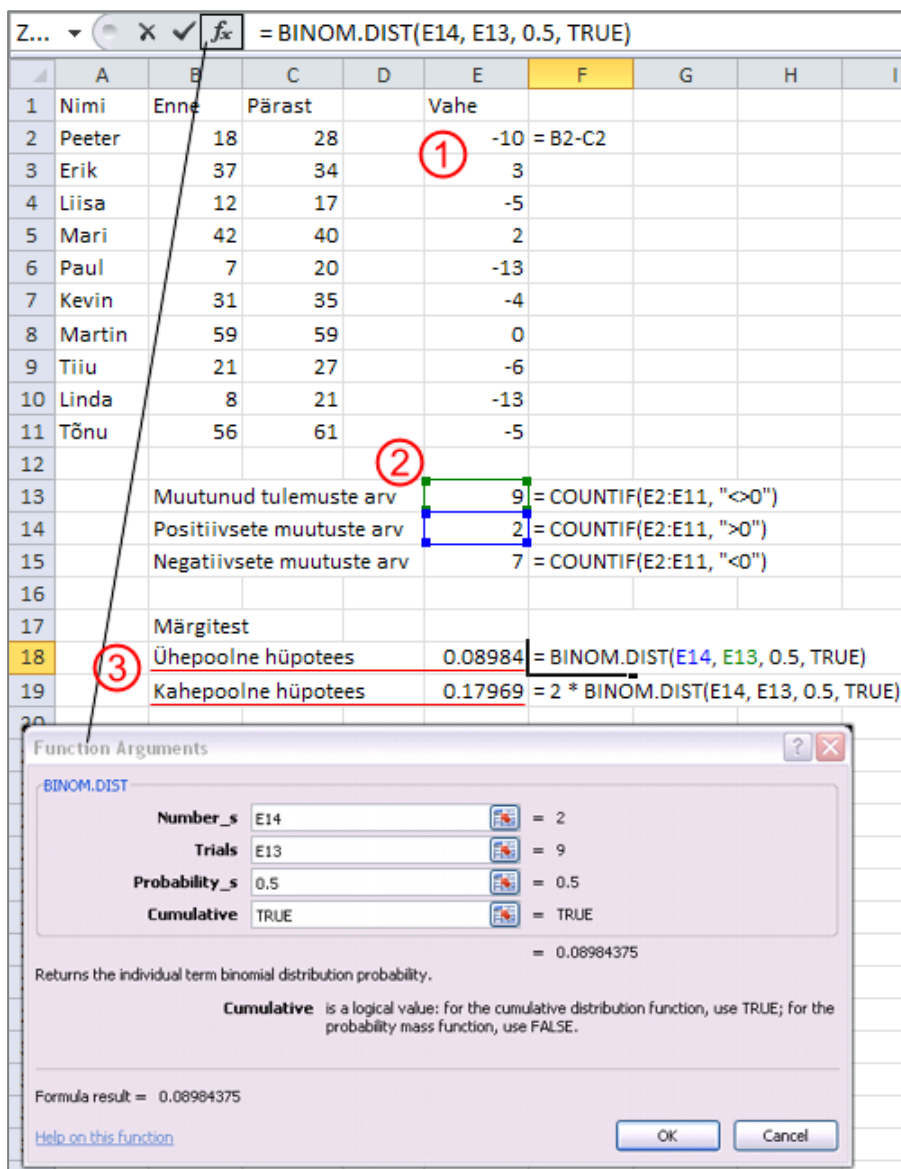 Z... fx = BINOM.DIST(E14, E13, 0.5, TRUE)
A B C D E F G H I
1 Nimi Enne Pärast Vahe
2 Peeter 18 28 -10 = B2-C2
①
3 Erik 37 34 3
4 Liisa 12 17 -5
5 Mari 42 40 2
6 Paul 7 20 -13
7 Kevin 31 35 -4
8 Martin 59 59 0
9 Tiiu 21 27 -6
10 Linda 8 21 -13
11 Tõnu 56 61 -5
12
②
13 Muutunud tulemuste arv 9 = COUNTIF(E2:E11, "<>0")
14 Positiivsete muutuste arv 2 = COUNTIF(E2:E11, ">0")
15 Negatiivsete muutuste arv 7 = COUNTIF(E2:E11, "<0")
16
17 Märgitest
③
18 Ühepoolne hüpotees 0.08984 = BINOM.DIST(E14, E13, 0.5, TRUE)
19 Kahepoolne hüpotees 0.17969 = 2 * BINOM.DIST(E14, E13, 0.5, TRUE)
20
Function Arguments ?
BINOM.DIST
Number_s E14 = 2
Trials E13 = 9
Probability_s 0.5 = 0.5
Cumulative TRUE = TRUE
= 0.08984375
Returns the individual term binomial distribution probability.
Cumulative is a logical value: for the cumulative distribution function, use TRUE; for the
probability mass function, use FALSE.
Formula result = 0.08984375
Help on this function OK Cancel